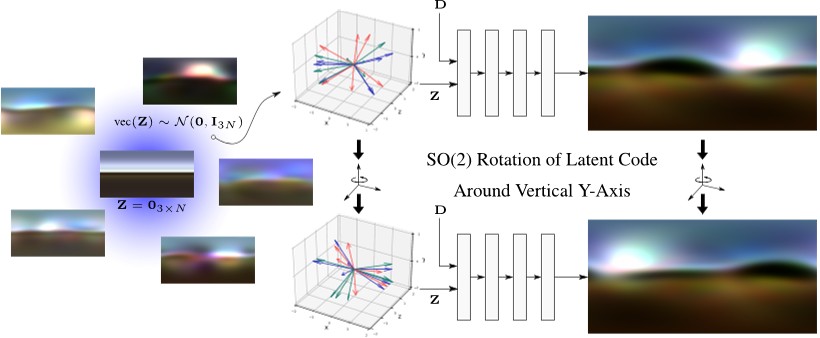 D
vec(Z) ∼ N(0, I₃N)
Z
SO(2) Rotation of Latent Code
Around Vertical Y-Axis
Z = 0₃×N
D
Z